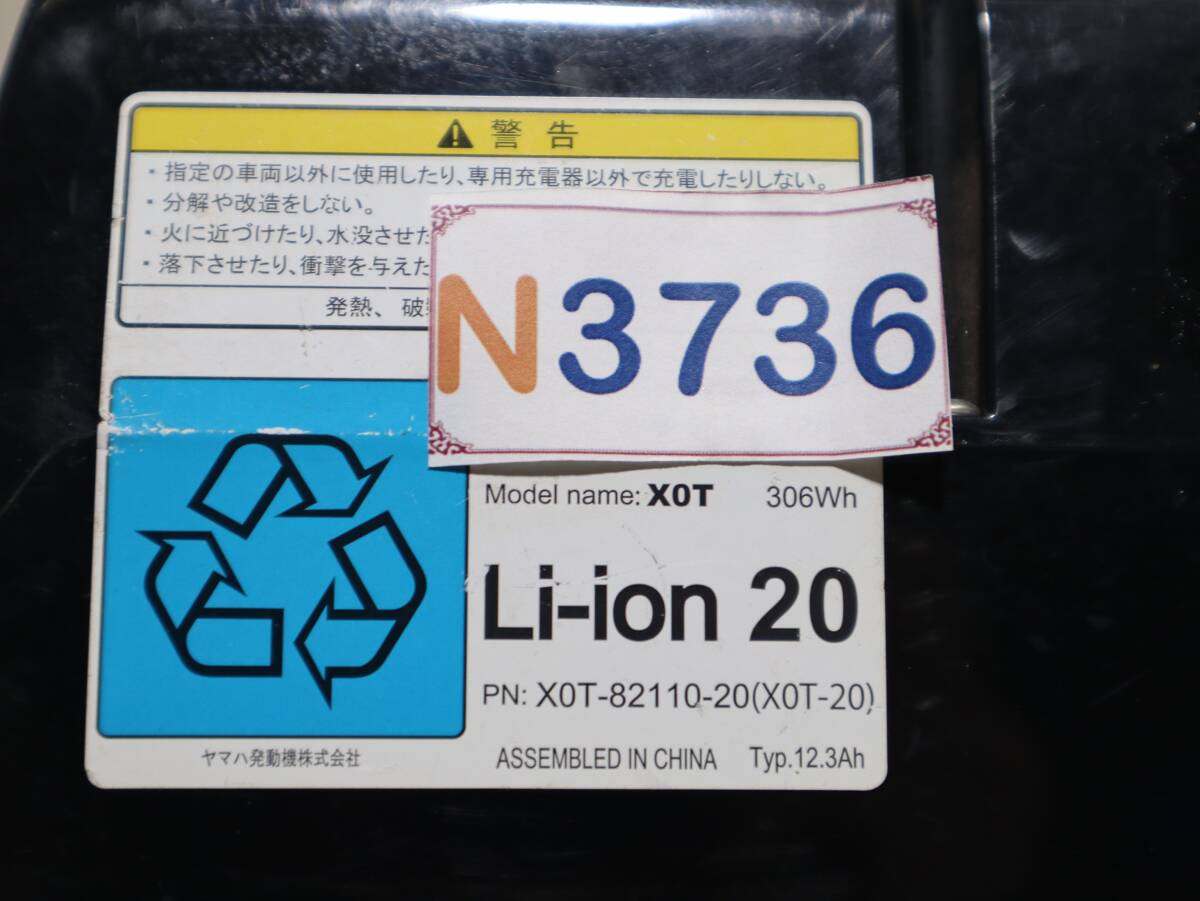 警告
・指定の車両以外に使用したり、専用充電器以外で充電したりしない。
・分解や改造をしない。
・火に近づけたり、水没させた
・落下させたり、衝撃を与えた
発熱、破
N3736
Model name: X0T 306Wh
Li-ion 20
PN: X0T-82110-20(X0T-20)
ヤマハ発動機株式会社
ASSEMBLED IN CHINA Typ.12.3Ah